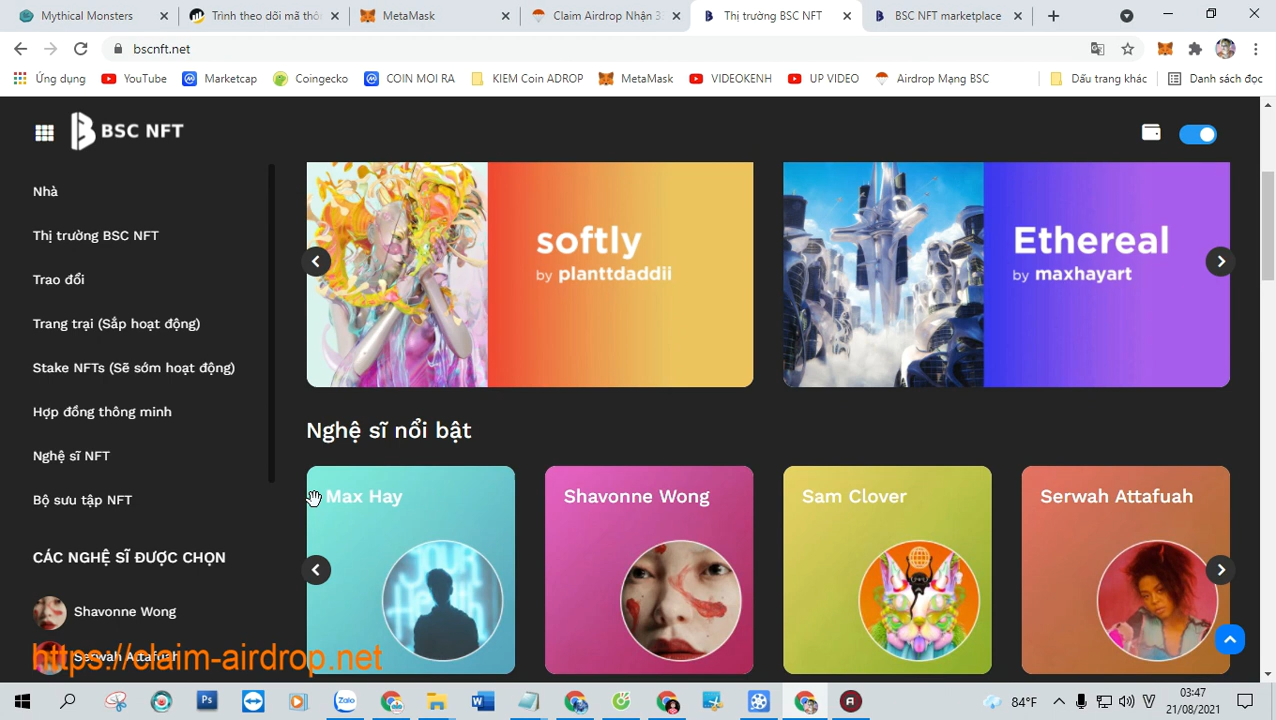 Mythical Monsters
Trình theo dõi mã thôn
MetaMask
Claim Airdrop Nhận 3
Thị trường BSC NFT
BSC NFT marketplace
bscnft.net
Ứng dụng
YouTube
Marketcap
Coingecko
COIN MOI RA
KIEM Coin ADROP
MetaMask
VIDEOKENH
UP VIDEO
Airdrop Mạng BSC
Dấu trang khác
Danh sách đọc
BSC NFT
Nhà
Thị trường BSC NFT
Trao đổi
Trang trại (Sắp hoạt động)
Stake NFTs (Sẽ sớm hoạt động)
Hợp đồng thông minh
Nghệ sĩ NFT
Bộ sưu tập NFT
CÁC NGHỆ SĨ ĐƯỢC CHỌN
Shavonne Wong
Serwah Attafuah
https://claim-airdrop.net
softly
by planttdaddii
Ethereal
by maxhayart
Nghệ sĩ nổi bật
Max Hay
Shavonne Wong
Sam Clover
Serwah Attafuah
Ps
Zalo
W
A
84°F
V
03:47
21/08/2021